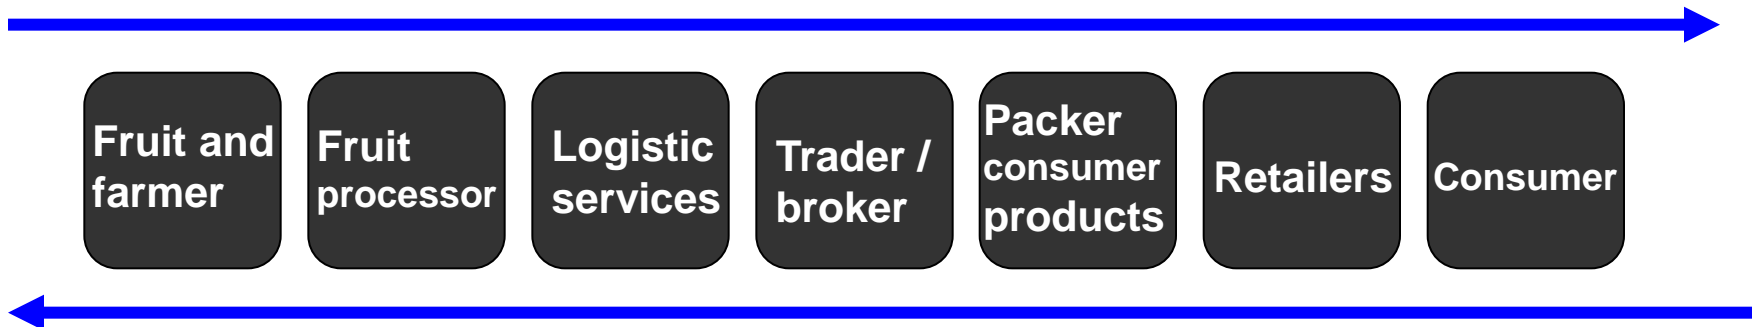 Fruit and
farmer
Fruit
processor
Logistic
services
Trader /
broker
Packer
consumer
products
Retailers
Consumer